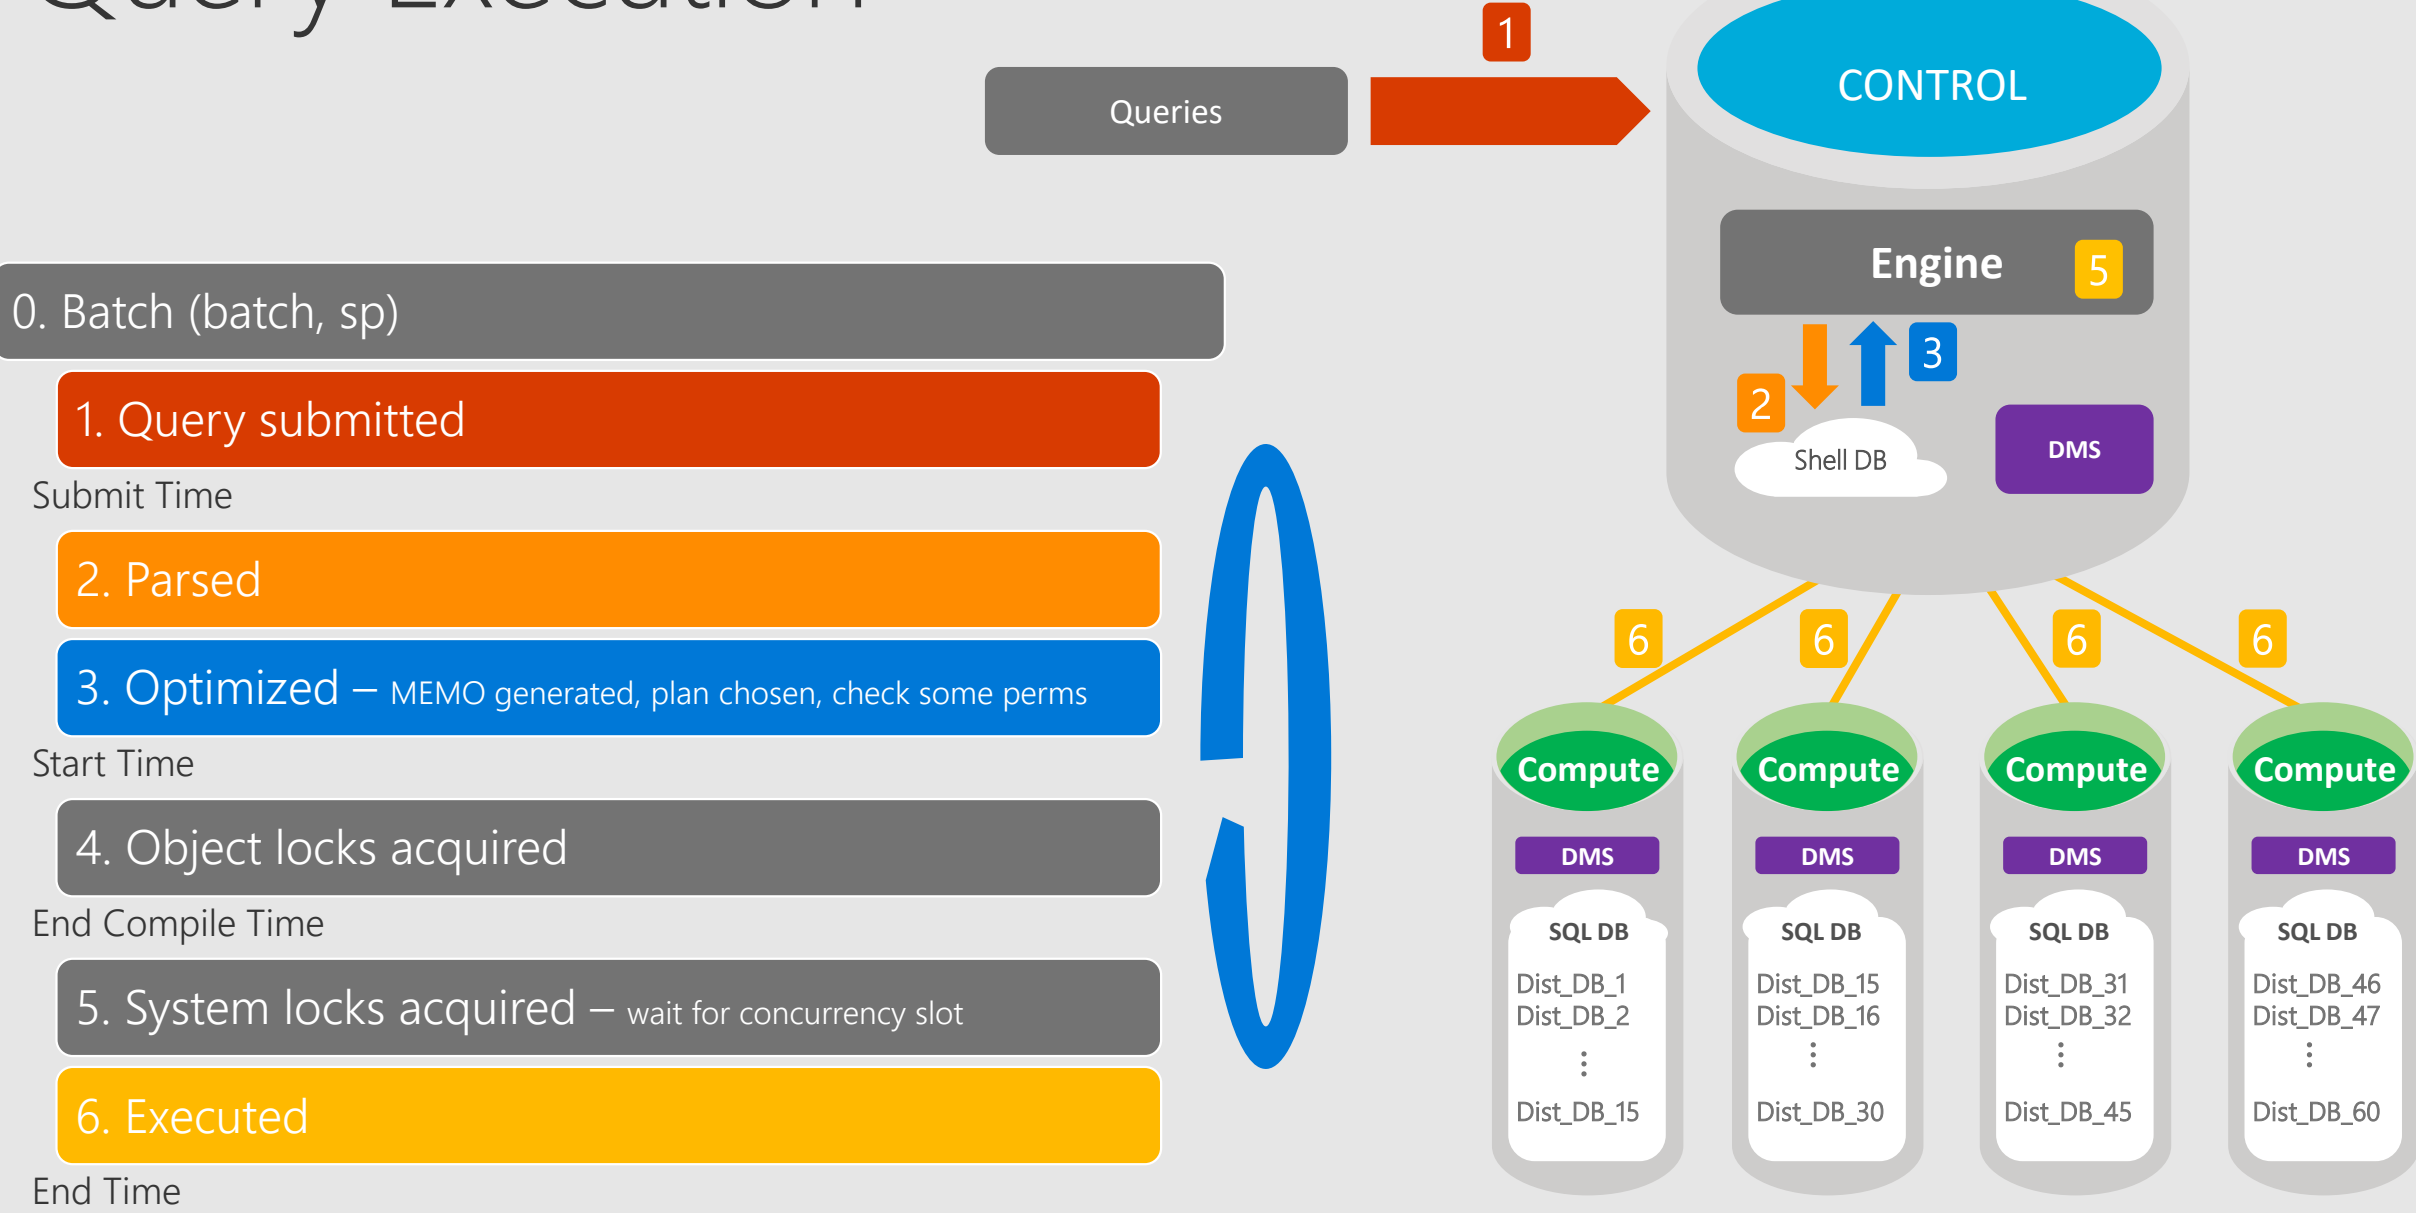 Query Execution
0. Batch (batch, sp)
1. Query submitted
Submit Time
2. Parsed
3. Optimized – MEMO generated, plan chosen, check some perms
Start Time
4. Object locks acquired
End Compile Time
5. System locks acquired – wait for concurrency slot
6. Executed
End Time
Queries
1
CONTROL
Engine
5
2
3
Shell DB
DMS
6
6
6
6
Compute
DMS
SQL DB
Dist_DB_1
Dist_DB_2
⋮
Dist_DB_15
Compute
DMS
SQL DB
Dist_DB_15
Dist_DB_16
⋮
Dist_DB_30
Compute
DMS
SQL DB
Dist_DB_31
Dist_DB_32
⋮
Dist_DB_45
Compute
DMS
SQL DB
Dist_DB_46
Dist_DB_47
⋮
Dist_DB_60